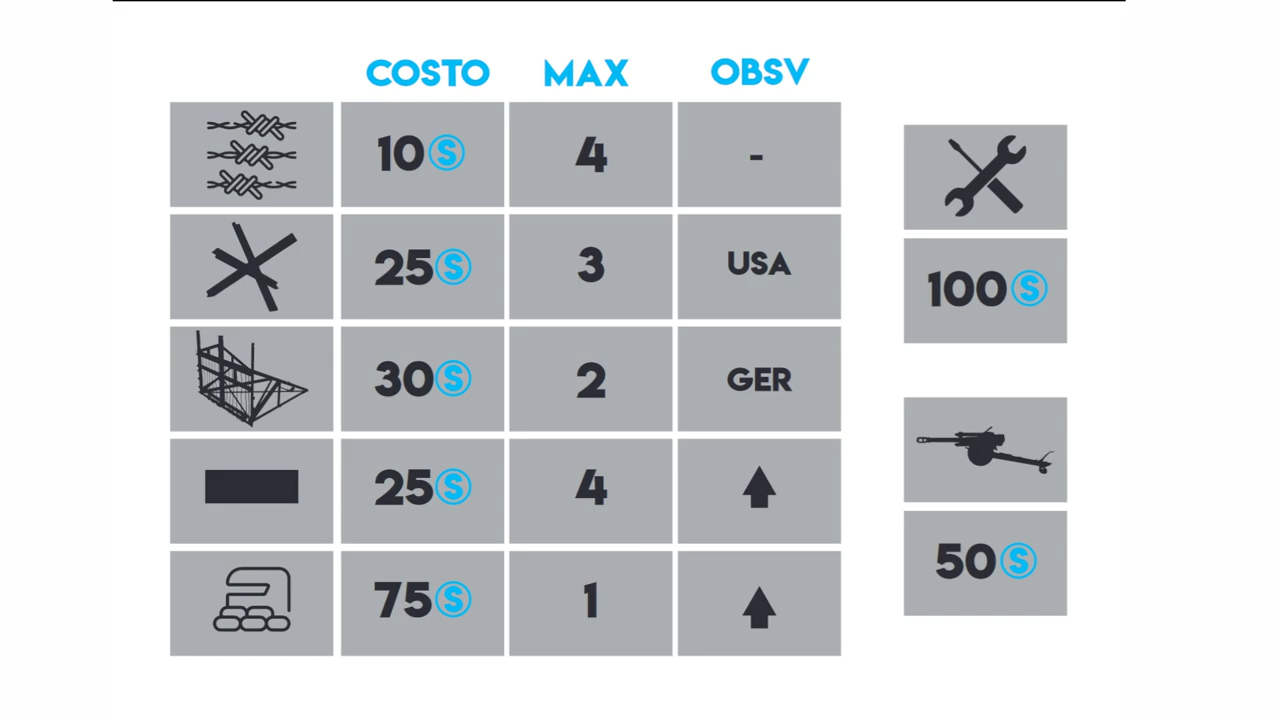 COSTO MAX OBSV
10Ⓢ 4 -
25Ⓢ 3 USA
30Ⓢ 2 GER
25Ⓢ 4
75Ⓢ 1
100Ⓢ
50Ⓢ